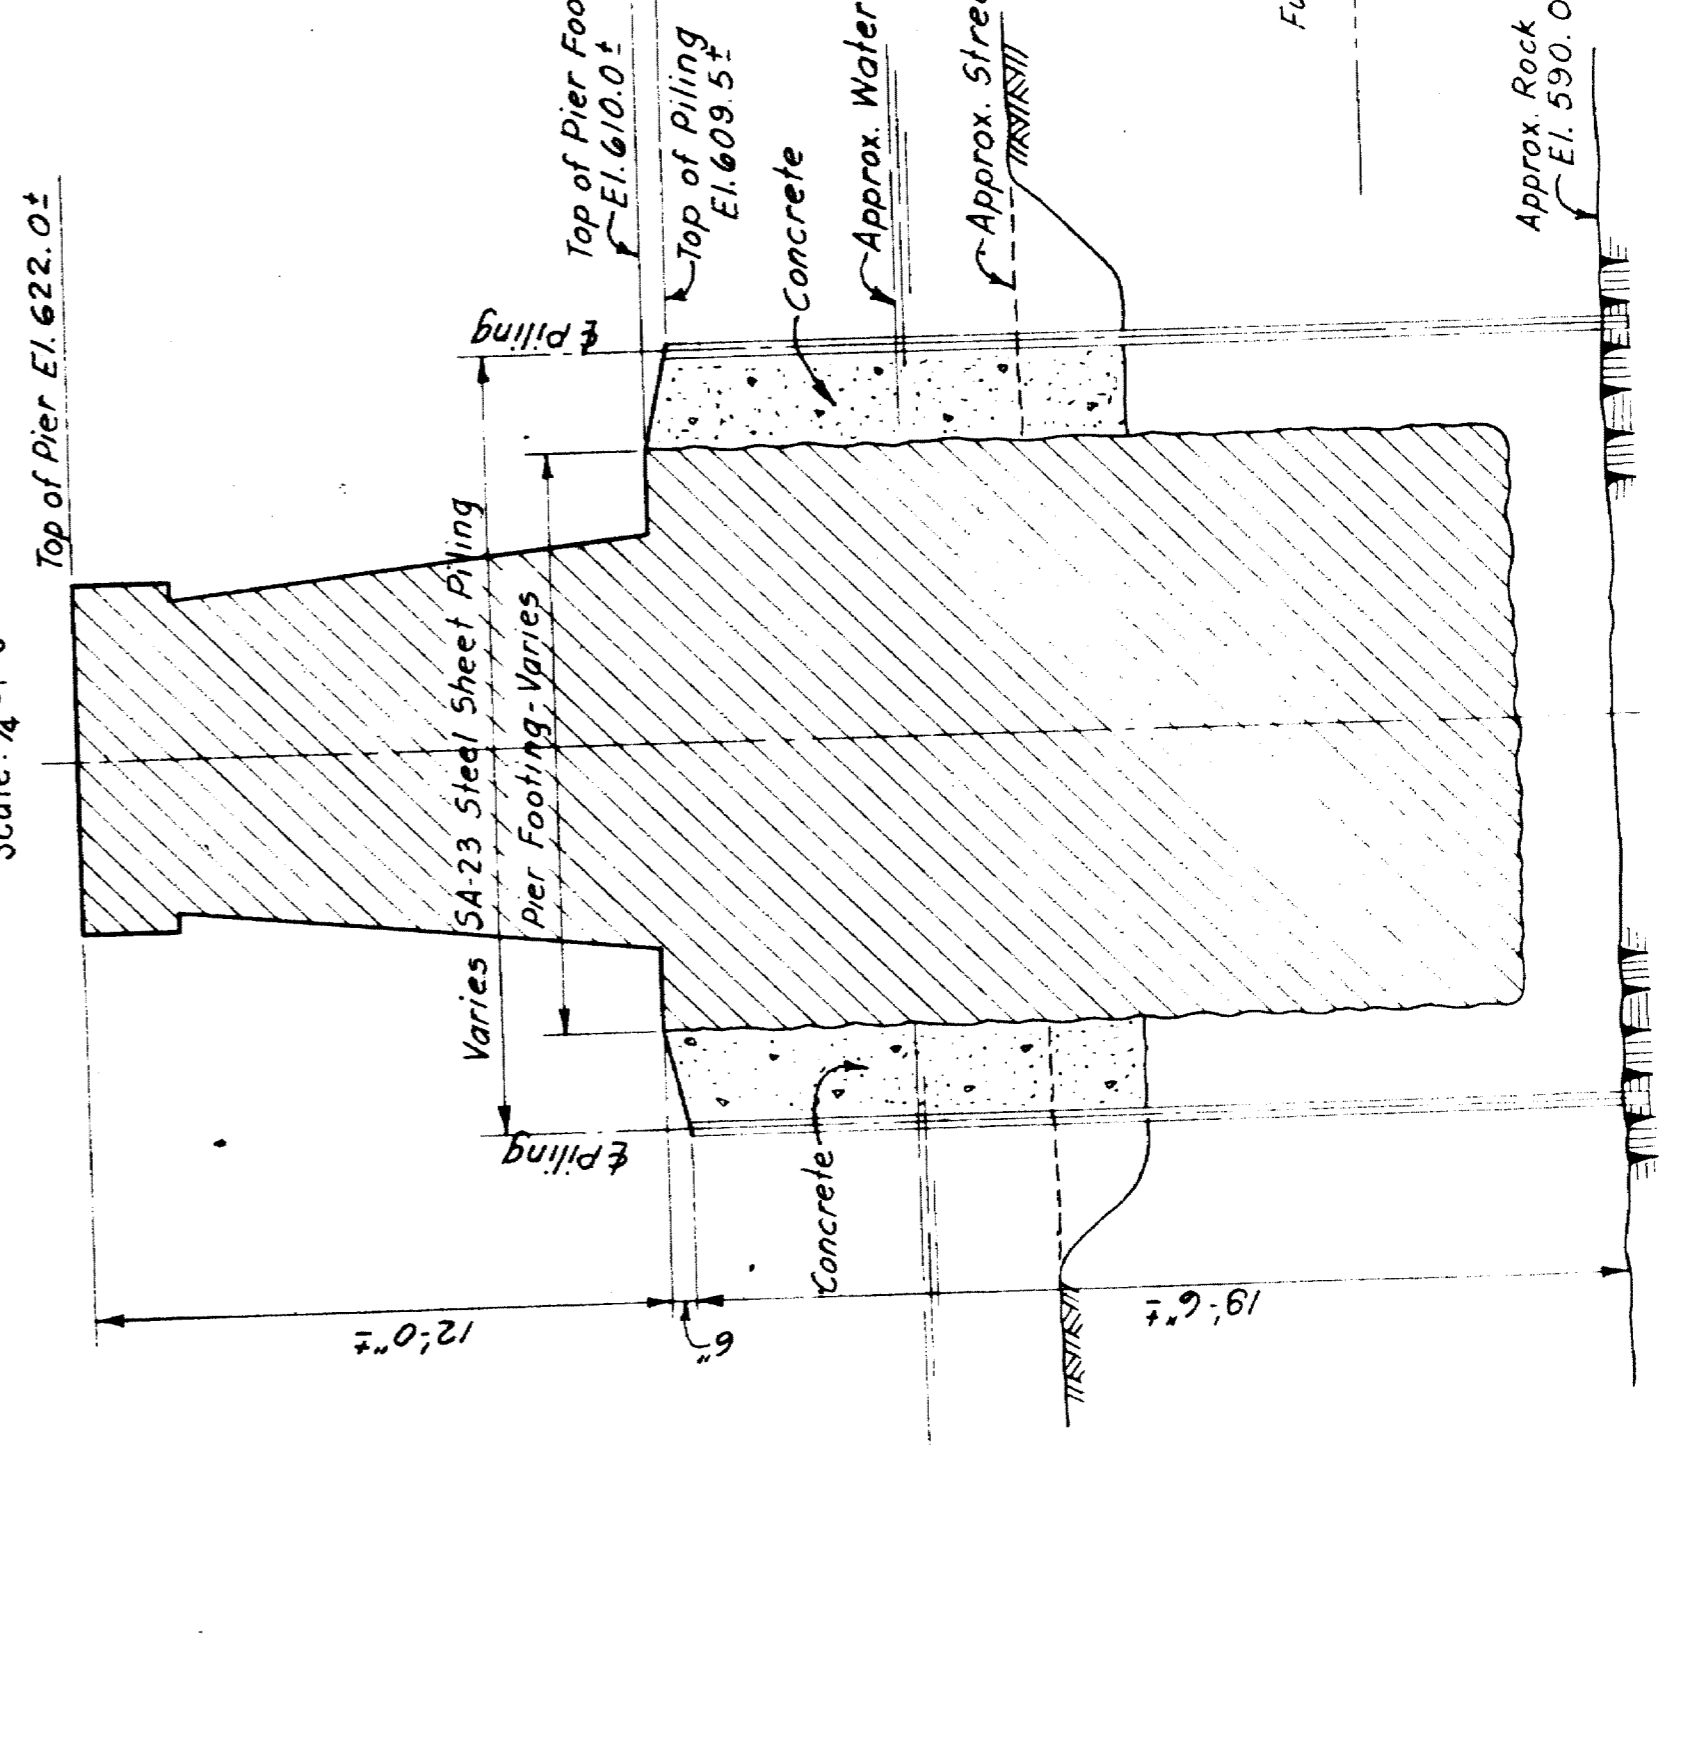 Top of Pier El. 622.0±
Top of Pier Foo
El. 610.0±
Top of Piling
El. 609.5±
Concrete
Approx. Water
Approx. Stre
Approx. Rock
El. 590.0
℄ Piling
Varies SA-23 Steel Sheet Piling
Pier Footing - Varies
℄ Piling
Concrete
12'-0"±
6"
19'-6"±